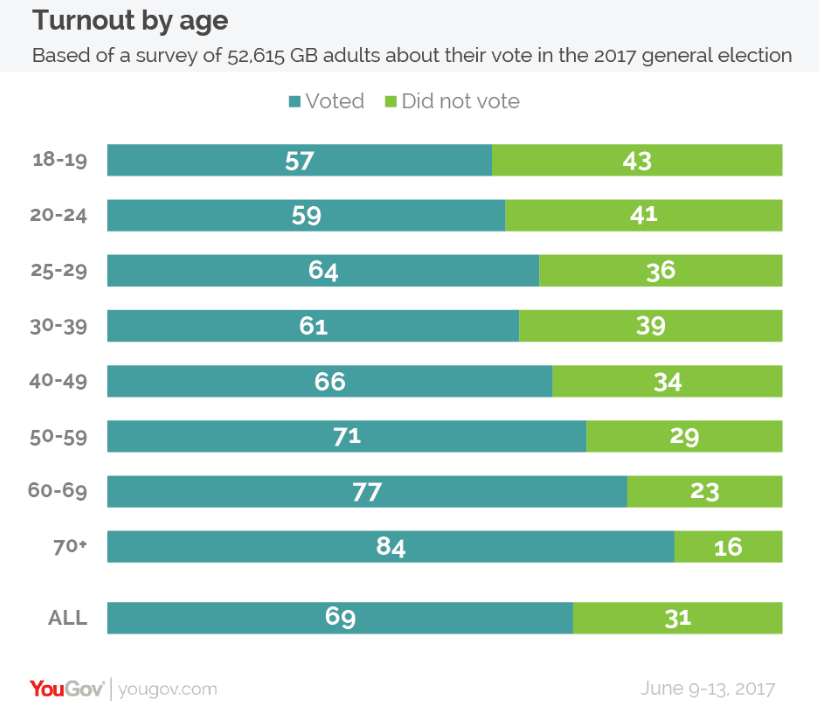 Turnout by age
Based of a survey of 52,615 GB adults about their vote in the 2017 general election
Voted Did not vote
18-19 57 43
20-24 59 41
25-29 64 36
30-39 61 39
40-49 66 34
50-59 71 29
60-69 77 23
70+ 84 16
ALL 69 31
YouGov yougov.com June 9-13, 2017